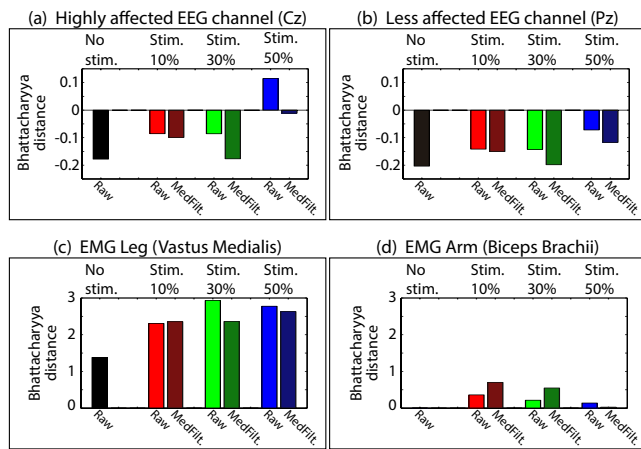 (a) Highly affected EEG channel (Cz)
No stim.
Stim. 10%
Stim. 30%
Stim. 50%
Bhattacharyya distance
0.1
0
-0.1
-0.2
Raw
Raw
MedFilt.
Raw
MedFilt.
Raw
MedFilt.
(b) Less affected EEG channel (Pz)
No stim.
Stim. 10%
Stim. 30%
Stim. 50%
Bhattacharyya distance
0.1
0
-0.1
-0.2
Raw
Raw
MedFilt.
Raw
MedFilt.
Raw
MedFilt.
(c) EMG Leg (Vastus Medialis)
No stim.
Stim. 10%
Stim. 30%
Stim. 50%
Bhattacharyya distance
3
2
1
0
Raw
Raw
MedFilt.
Raw
MedFilt.
Raw
MedFilt.
(d) EMG Arm (Biceps Brachii)
No stim.
Stim. 10%
Stim. 30%
Stim. 50%
Bhattacharyya distance
3
2
1
0
Raw
Raw
MedFilt.
Raw
MedFilt.
Raw
MedFilt.